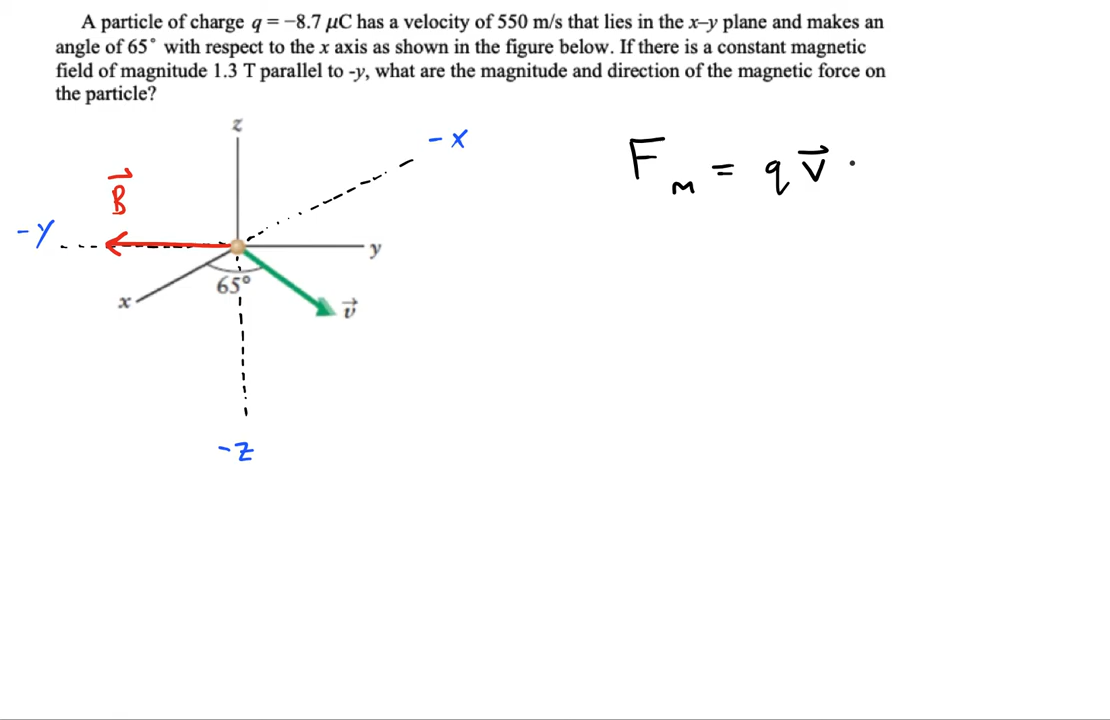 A particle of charge q = −8.7 μC has a velocity of 550 m/s that lies in the x–y plane and makes an
angle of 65° with respect to the x axis as shown in the figure below. If there is a constant magnetic
field of magnitude 1.3 T parallel to -y, what are the magnitude and direction of the magnetic force on
the particle?
z
-x
F_M = q v⃗ ·
B⃗
-Y
y
65°
x
v⃗
-z